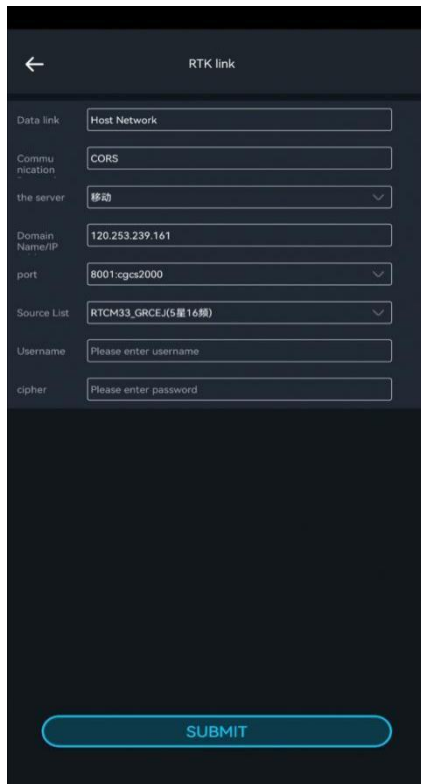 RTK link
Data link
Host Network
Commu
nication
CORS
the server
移动
Domain
Name/IP
120.253.239.161
port
8001:cgcs2000
Source List
RTCM33_GRCEJ(5星16频)
Username
Please enter username
cipher
Please enter password
SUBMIT